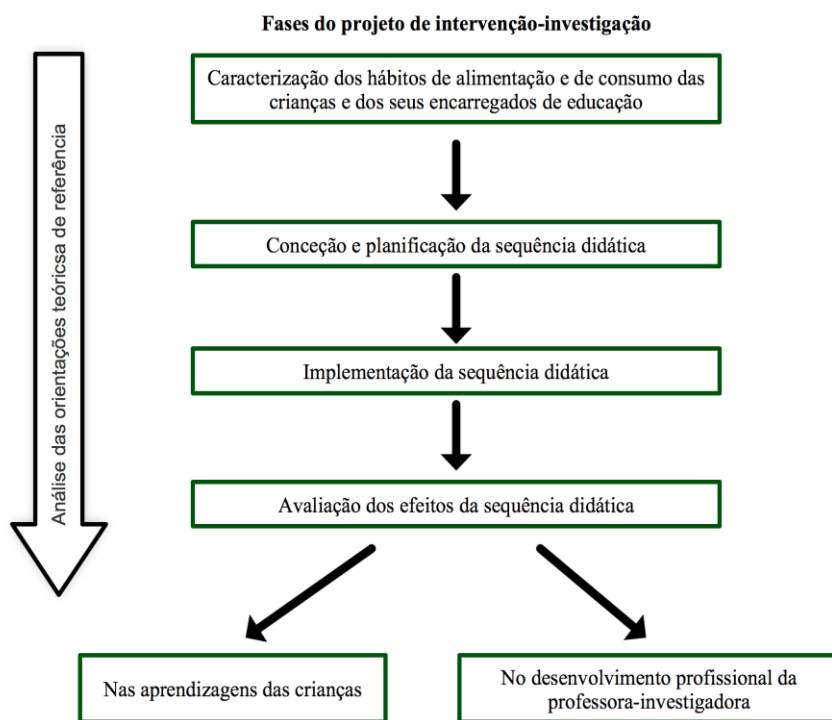 Fases do projeto de intervenção-investigação
Caracterização dos hábitos de alimentação e de consumo das
crianças e dos seus encarregados de educação
Conceção e planificação da sequência didática
Implementação da sequência didática
Avaliação dos efeitos da sequência didática
Nas aprendizagens das crianças
No desenvolvimento profissional da
professora-investigadora
Análise das orientações teóricsa de referência